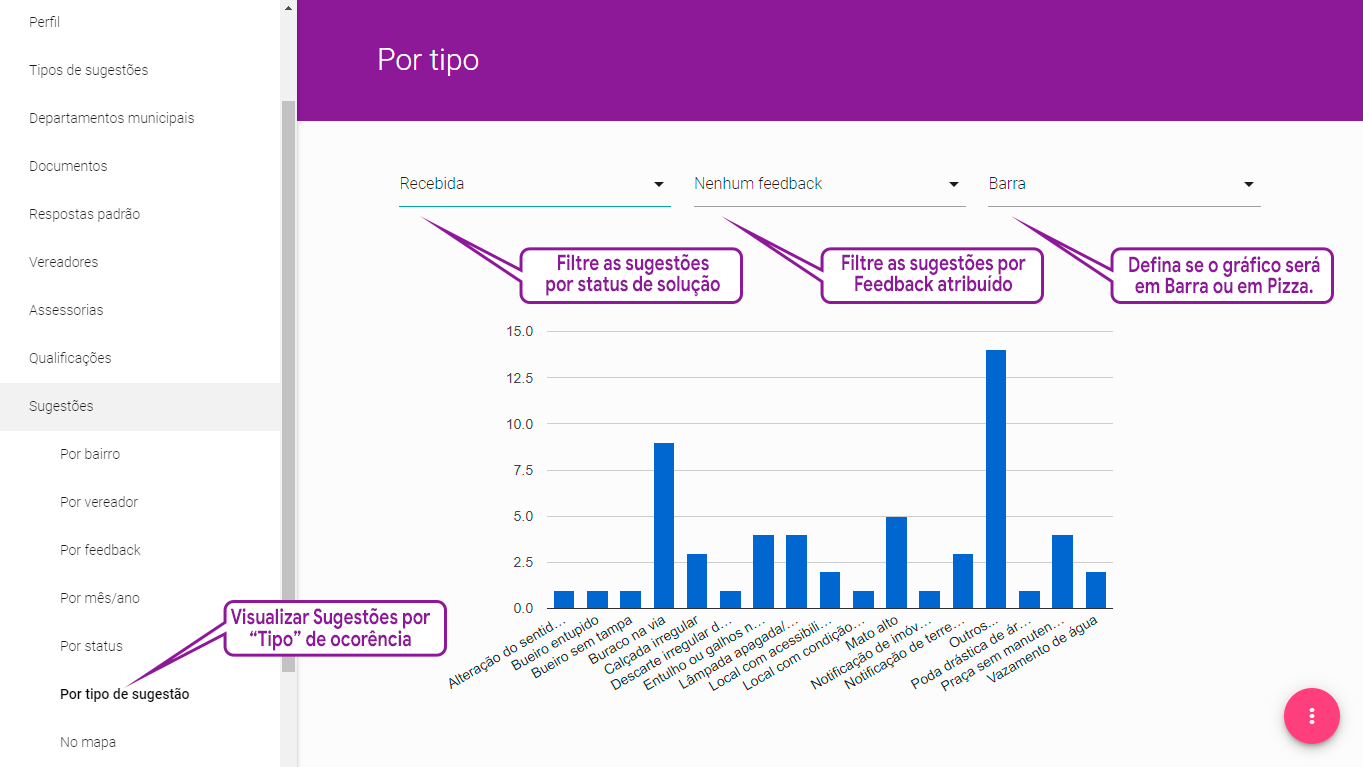 Perfil
Tipos de sugestões
Departamentos municipais
Documentos
Respostas padrão
Vereadores
Assessorias
Qualificações
Sugestões
Por bairro
Por vereador
Por feedback
Por mês/ano
Por status
Por tipo de sugestão
No mapa
Visualizar Sugestões por
“Tipo” de ocorência
Por tipo
Recebida
Nenhum feedback
Barra
Filtre as sugestões
por status de solução
Filtre as sugestões por
Feedback atribuído
Defina se o gráfico será
em Barra ou em Pizza.
15.0
12.5
10.0
7.5
5.0
2.5
0.0
Alteração do sentid…
Bueiro entupido
Bueiro sem tampa
Buraco na via
Calçada irregular
Descarte irregular d…
Entulho ou galhos n…
Lâmpada apagada/…
Local com acessibili…
Local com condição…
Mato alto
Notificação de imóv…
Notificação de terre…
Outros…
Poda drástica de ár…
Praça sem manuten…
Vazamento de água